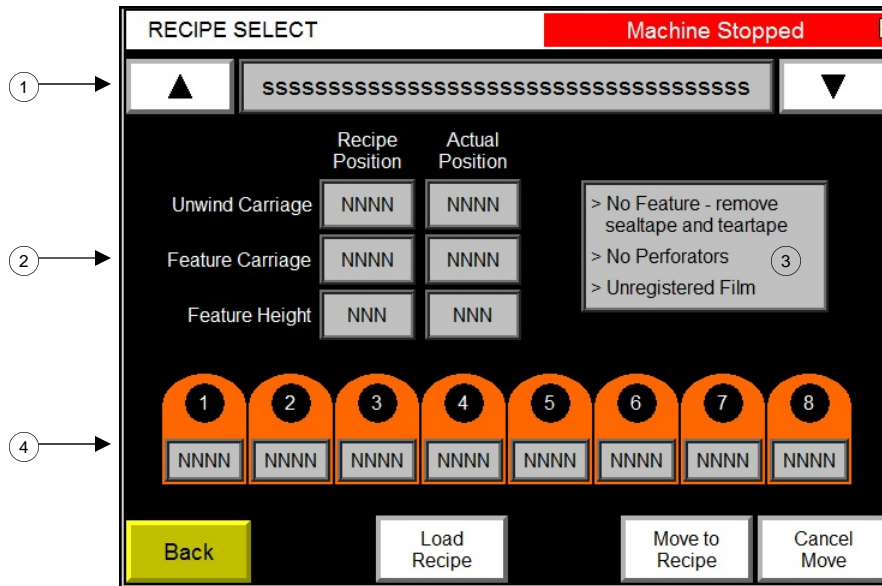 RECIPE SELECT
Machine Stopped
1
▲
ssssssssssssssssssssssssssssssssssssss
▼
Recipe Position
Actual Position
Unwind Carriage NNNN NNNN
2
Feature Carriage NNNN NNNN
Feature Height NNN NNN
> No Feature - remove
sealtape and teartape
> No Perforators
3
> Unregistered Film
1 2 3 4 5 6 7 8
4
NNNN NNNN NNNN NNNN NNNN NNNN NNNN NNNN
Back
Load
Recipe
Move to
Recipe
Cancel
Move